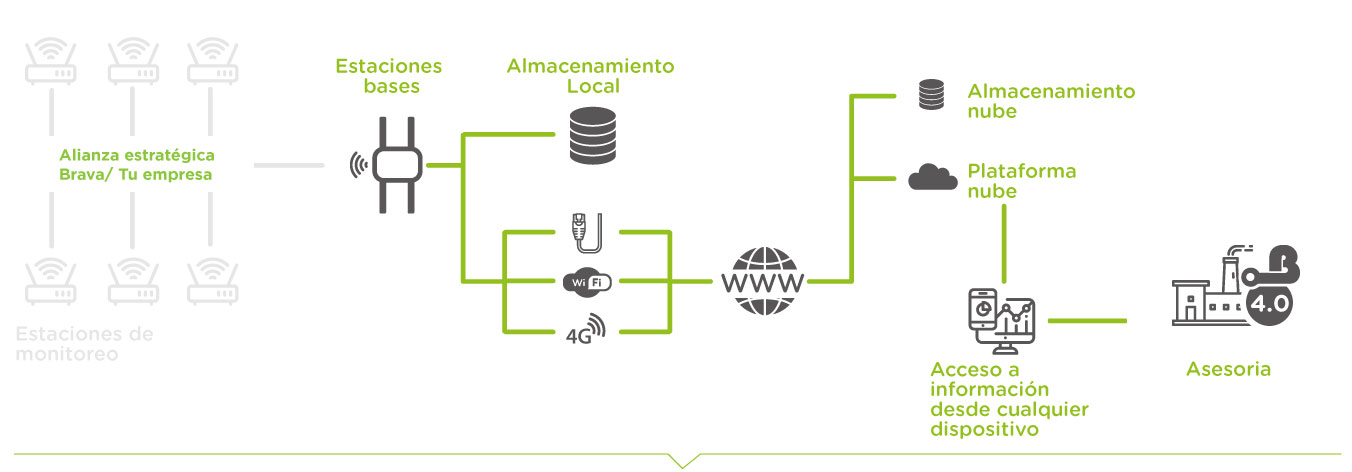 Alianza estratégica
Brava/ Tu empresa
Estaciones de
monitoreo
Estaciones
bases
Almacenamiento
Local
Wi Fi
4G
WWW
Almacenamiento
nube
Plataforma
nube
Acceso a
información
desde cualquier
dispositivo
B
4.0
Asesoria